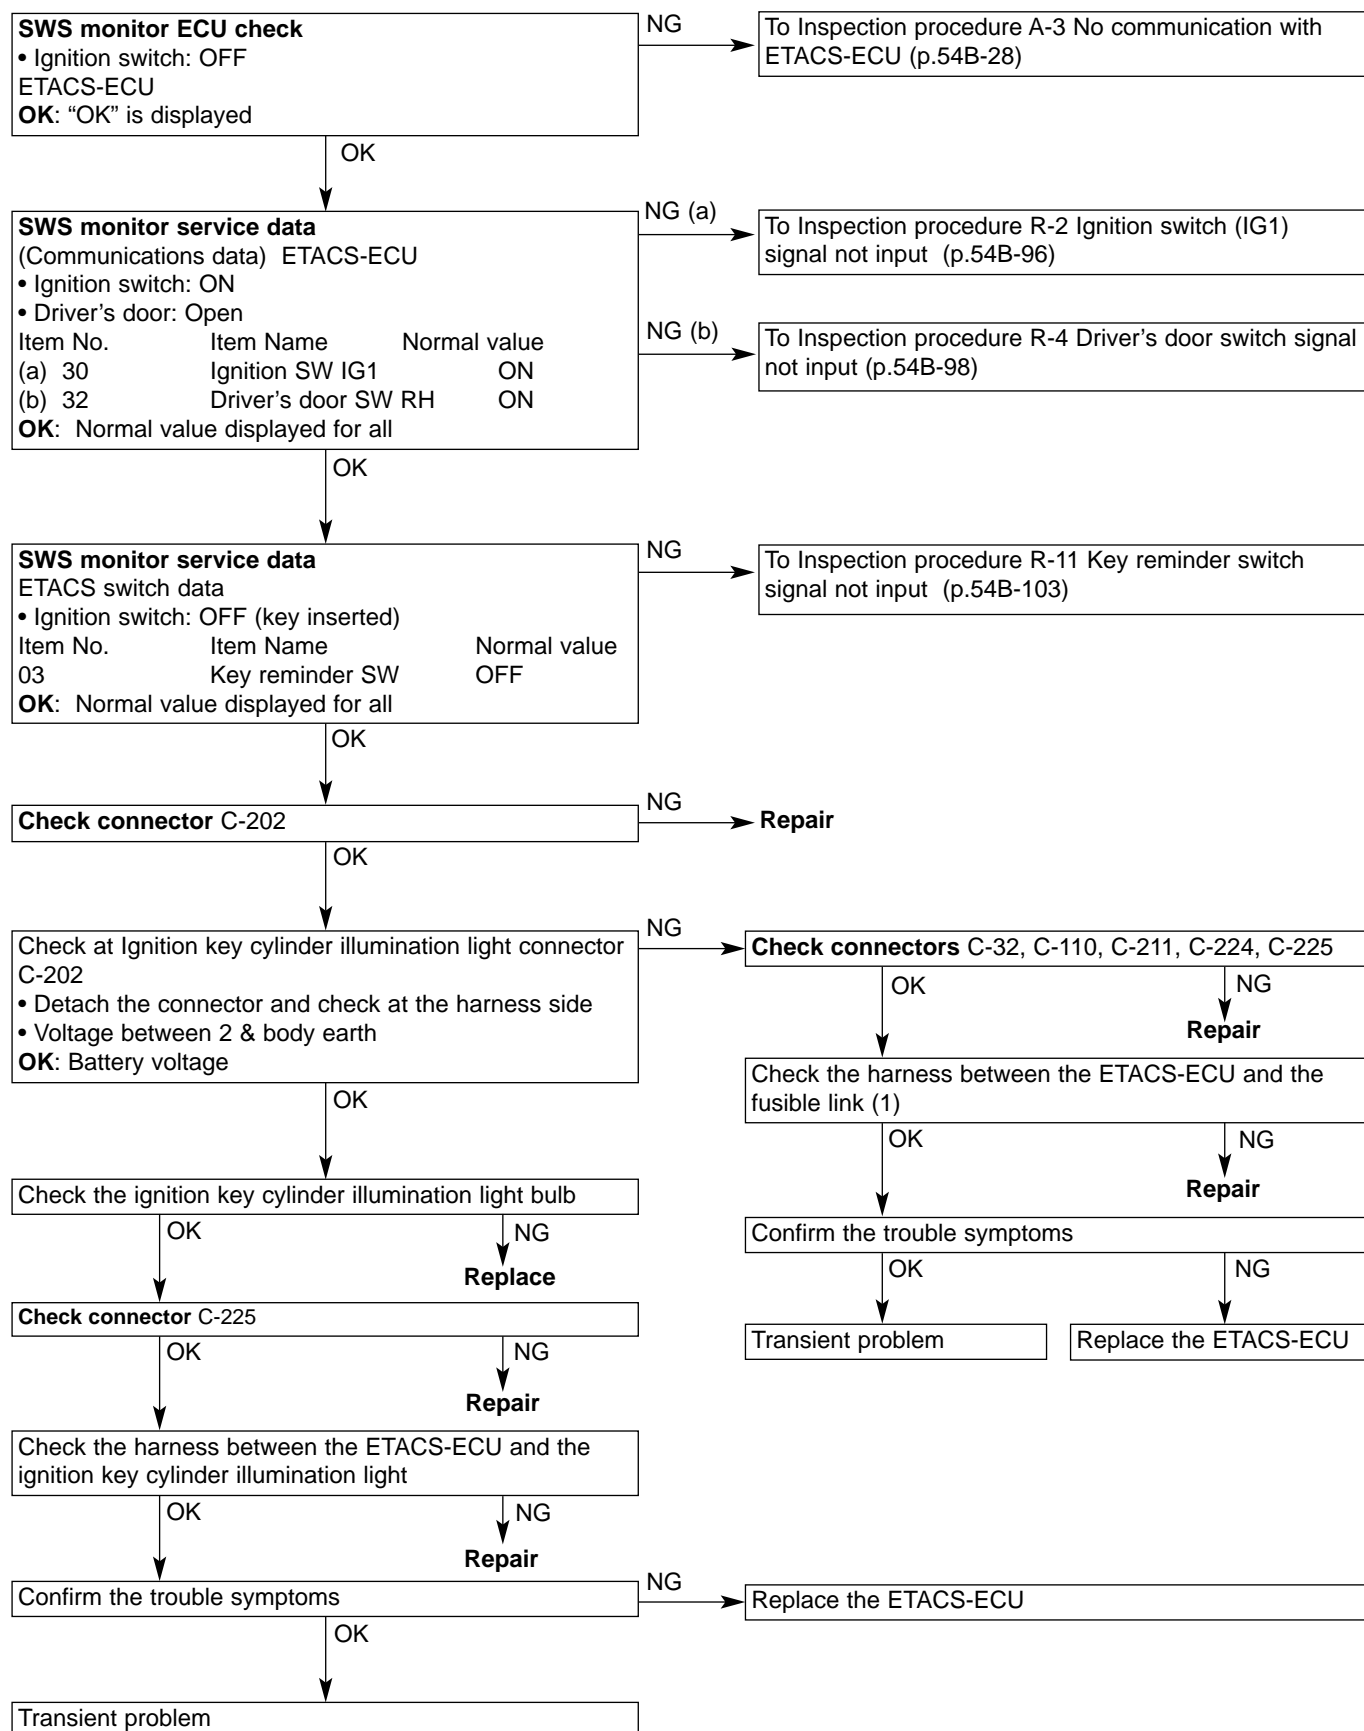 SWS monitor ECU check
• Ignition switch: OFF
ETACS-ECU
OK: “OK” is displayed
NG
To Inspection procedure A-3 No communication with
ETACS-ECU (p.54B-28)
OK
SWS monitor service data
(Communications data) ETACS-ECU
• Ignition switch: ON
• Driver’s door: Open
Item No. Item Name Normal value
(a) 30 Ignition SW IG1 ON
(b) 32 Driver’s door SW RH ON
OK: Normal value displayed for all
NG (a)
To Inspection procedure R-2 Ignition switch (IG1)
signal not input (p.54B-96)
NG (b)
To Inspection procedure R-4 Driver’s door switch signal
not input (p.54B-98)
OK
SWS monitor service data
ETACS switch data
• Ignition switch: OFF (key inserted)
Item No. Item Name Normal value
03 Key reminder SW OFF
OK: Normal value displayed for all
NG
To Inspection procedure R-11 Key reminder switch
signal not input (p.54B-103)
OK
Check connector C-202
NG
Repair
OK
Check at Ignition key cylinder illumination light connector
C-202
• Detach the connector and check at the harness side
• Voltage between 2 & body earth
OK: Battery voltage
NG
Check connectors C-32, C-110, C-211, C-224, C-225
OK
NG
Repair
Check the harness between the ETACS-ECU and the
fusible link (1)
OK
NG
Repair
Confirm the trouble symptoms
OK
NG
Transient problem
Replace the ETACS-ECU
OK
Check the ignition key cylinder illumination light bulb
OK
NG
Replace
Check connector C-225
OK
NG
Repair
Check the harness between the ETACS-ECU and the
ignition key cylinder illumination light
OK
NG
Repair
Confirm the trouble symptoms
NG
Replace the ETACS-ECU
OK
Transient problem